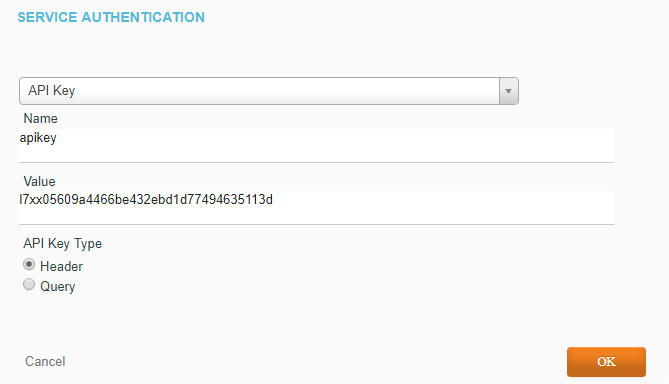 SERVICE AUTHENTICATION
API Key
Name
apikey
Value
l7xx05609a4466be432ebd1d77494635113d
API Key Type
Header
Query
Cancel
OK